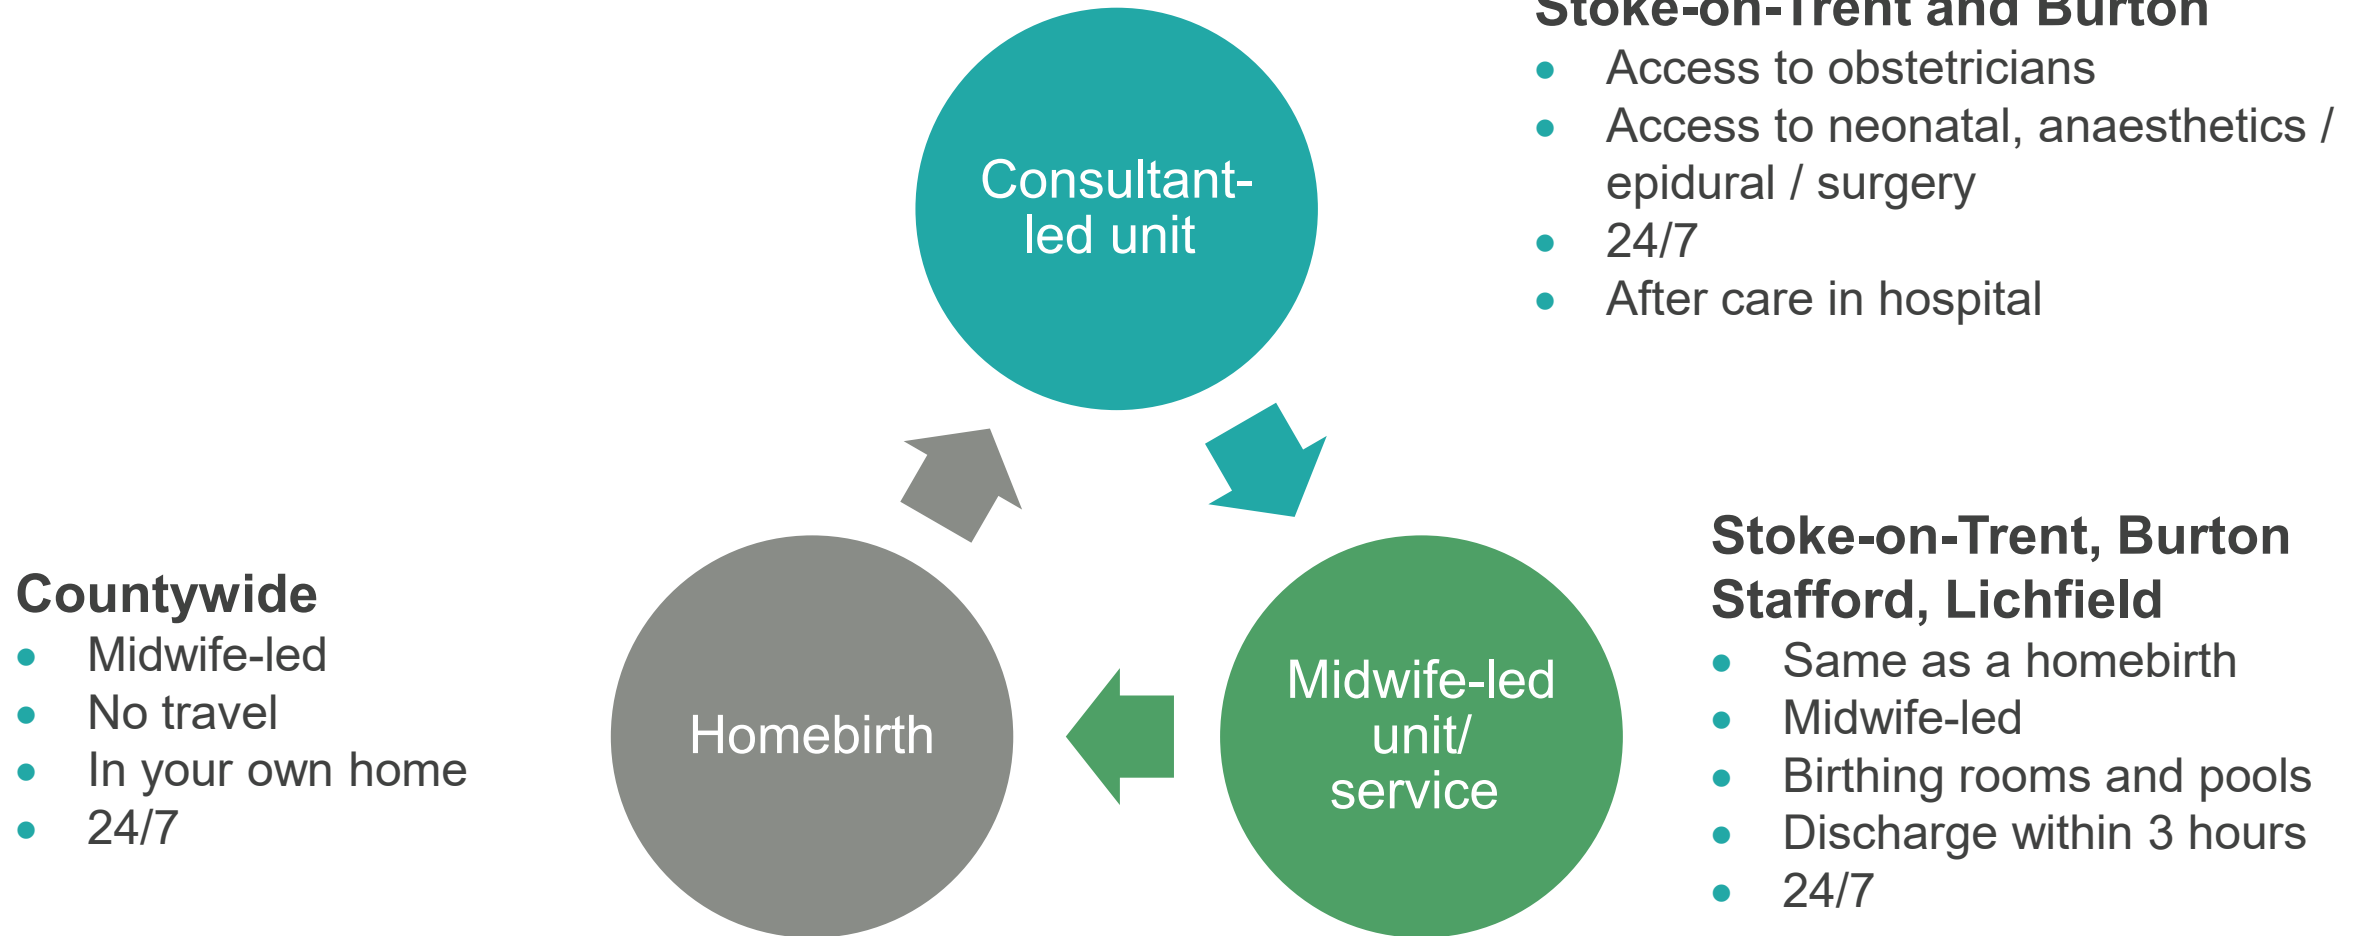 Stoke-on-Trent and Burton
• Access to obstetricians
• Access to neonatal, anaesthetics /
epidural / surgery
• 24/7
• After care in hospital
Consultant-
led unit
Stoke-on-Trent, Burton
Stafford, Lichfield
• Same as a homebirth
• Midwife-led
• Birthing rooms and pools
• Discharge within 3 hours
• 24/7
Midwife-led
unit/
service
Homebirth
Countywide
• Midwife-led
• No travel
• In your own home
• 24/7